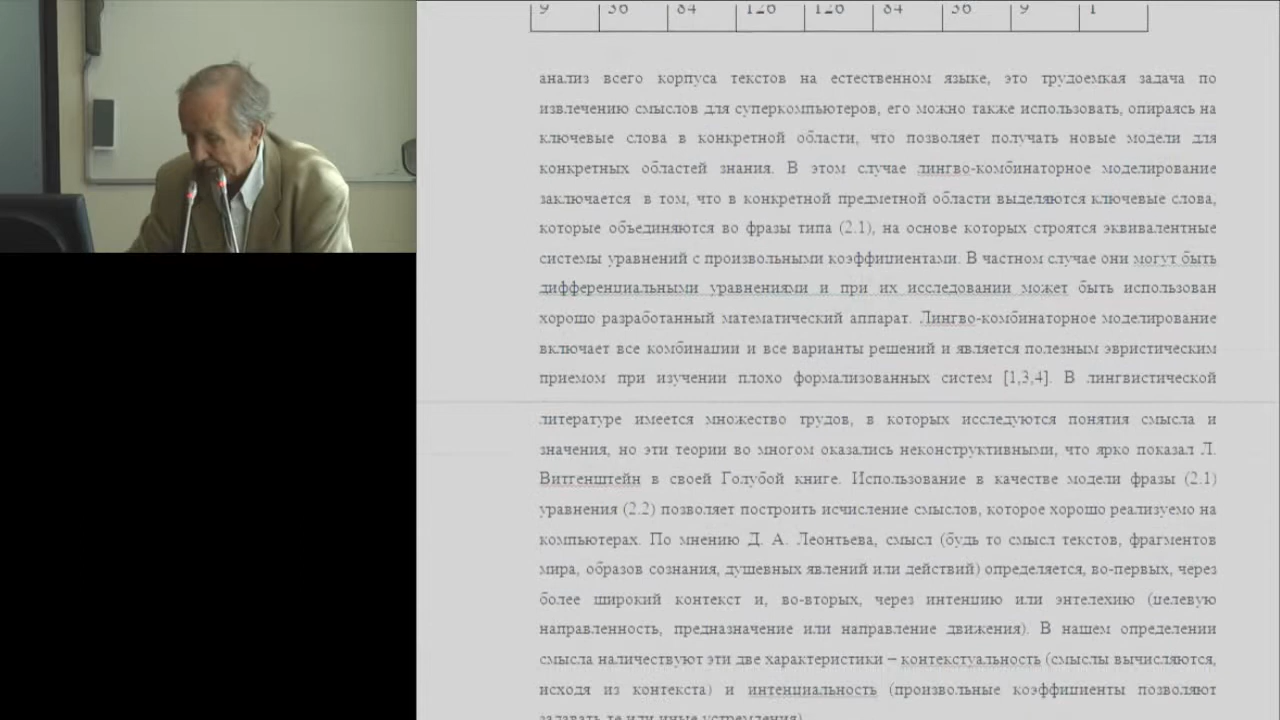 9 36 84 126 126 84 36 9 1
анализ всего корпуса текстов на естественном языке, это трудоемкая задача по
извлечению смыслов для суперкомпьютеров, его можно также использовать, опираясь на
ключевые слова в конкретной области, что позволяет получать новые модели для
конкретных областей знания. В этом случае лингво-комбинаторное моделирование
заключается в том, что в конкретной предметной области выделяются ключевые слова,
которые объединяются во фразы типа (2.1), на основе которых строятся эквивалентные
системы уравнений с произвольными коэффициентами. В частном случае они могут быть
дифференциальными уравнениями и при их исследовании может быть использован
хорошо разработанный математический аппарат. Лингво-комбинаторное моделирование
включает все комбинации и все варианты решений и является полезным эвристическим
приемом при изучении плохо формализованных систем [1,3,4]. В лингвистической
литературе имеется множество трудов, в которых исследуются понятия смысла и
значения, но эти теории во многом оказались неконструктивными, что ярко показал Л.
Витгенштейн в своей Голубой книге. Использование в качестве модели фразы (2.1)
уравнения (2.2) позволяет построить исчисление смыслов, которое хорошо реализуемо на
компьютерах. По мнению Д. А. Леонтьева, смысл (будь то смысл текстов, фрагментов
мира, образов сознания, душевных явлений или действий) определяется, во-первых, через
более широкий контекст и, во-вторых, через интенцию или энтелехию (целевую
направленность, предназначение или направление движения). В нашем определении
смысла наличествуют эти две характеристики – контекстуальность (смыслы вычисляются,
исходя из контекста) и интенциальность (произвольные коэффициенты позволяют
задавать те или иные устремления).